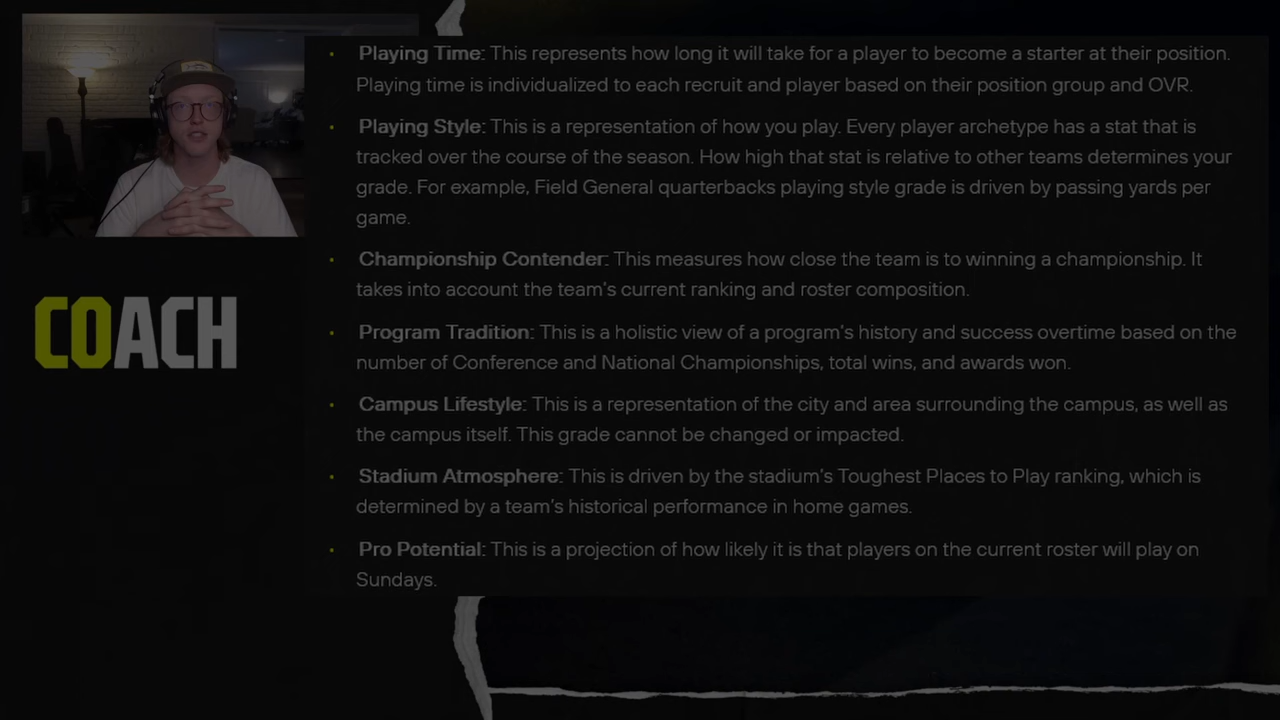 • Playing Time: This represents how long it will take for a player to become a starter at their position.
Playing time is individualized to each recruit and player based on their position group and OVR.
• Playing Style: This is a representation of how you play. Every player archetype has a stat that is
tracked over the course of the season. How high that stat is relative to other teams determines your
grade. For example, Field General quarterbacks playing style grade is driven by passing yards per
game.
• Championship Contender: This measures how close the team is to winning a championship. It
takes into account the team's current ranking and roster composition.
COACH
• Program Tradition: This is a holistic view of a program's history and success overtime based on the
number of Conference and National Championships, total wins, and awards won.
• Campus Lifestyle: This is a representation of the city and area surrounding the campus, as well as
the campus itself. This grade cannot be changed or impacted.
• Stadium Atmosphere: This is driven by the stadium's Toughest Places to Play ranking, which is
determined by a team's historical performance in home games.
• Pro Potential: This is a projection of how likely it is that players on the current roster will play on
Sundays.